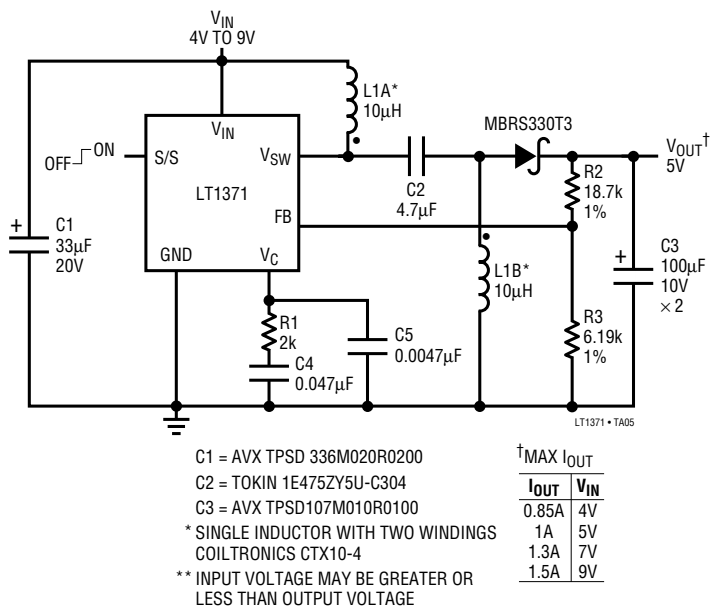 V_IN
4V TO 9V
L1A*
10µH
MBRS330T3
V_OUT†
5V
OFF
ON
S/S
V_IN
V_SW
LT1371
FB
GND
V_C
C2
4.7µF
R2
18.7k
1%
+
C1
33µF
20V
L1B*
10µH
+
C3
100µF
10V
× 2
R1
2k
C4
0.047µF
C5
0.0047µF
R3
6.19k
1%
LT1371 • TA05
C1 = AVX TPSD 336M020R0200
C2 = TOKIN 1E475ZY5U-C304
C3 = AVX TPSD107M010R0100
* SINGLE INDUCTOR WITH TWO WINDINGS
COILTRONICS CTX10-4
** INPUT VOLTAGE MAY BE GREATER OR
LESS THAN OUTPUT VOLTAGE
†MAX I_OUT
I_OUT V_IN
0.85A 4V
1A 5V
1.3A 7V
1.5A 9V